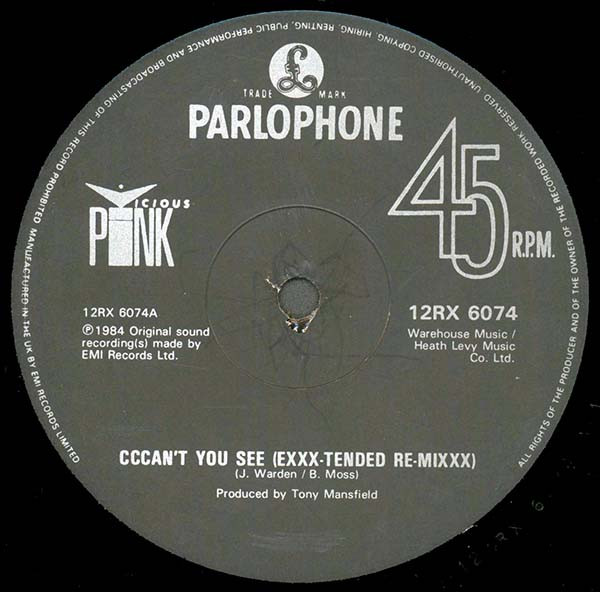 UNAUTHORISED COPYING, HIRING, RENTING, PUBLIC PERFORMANCE AND BROADCASTING OF THIS RECORD PROHIBITED. MANUFACTURED IN THE UK BY EMI RECORDS LIMITED
ALL RIGHTS OF THE PRODUCER AND OF THE OWNER OF THE RECORDED WORK RESERVED.
£
TRADE MARK
PARLOPHONE
45 R.P.M.
VICIOUS
PINK
12RX 6074A
℗1984 Original sound
recording(s) made by
EMI Records Ltd.
12RX 6074
Warehouse Music /
Heath Levy Music
Co. Ltd.
CCCAN'T YOU SEE (EXXX-TENDED RE-MIXXX)
(J. Warden / B. Moss)
Produced by Tony Mansfield
12RX 6